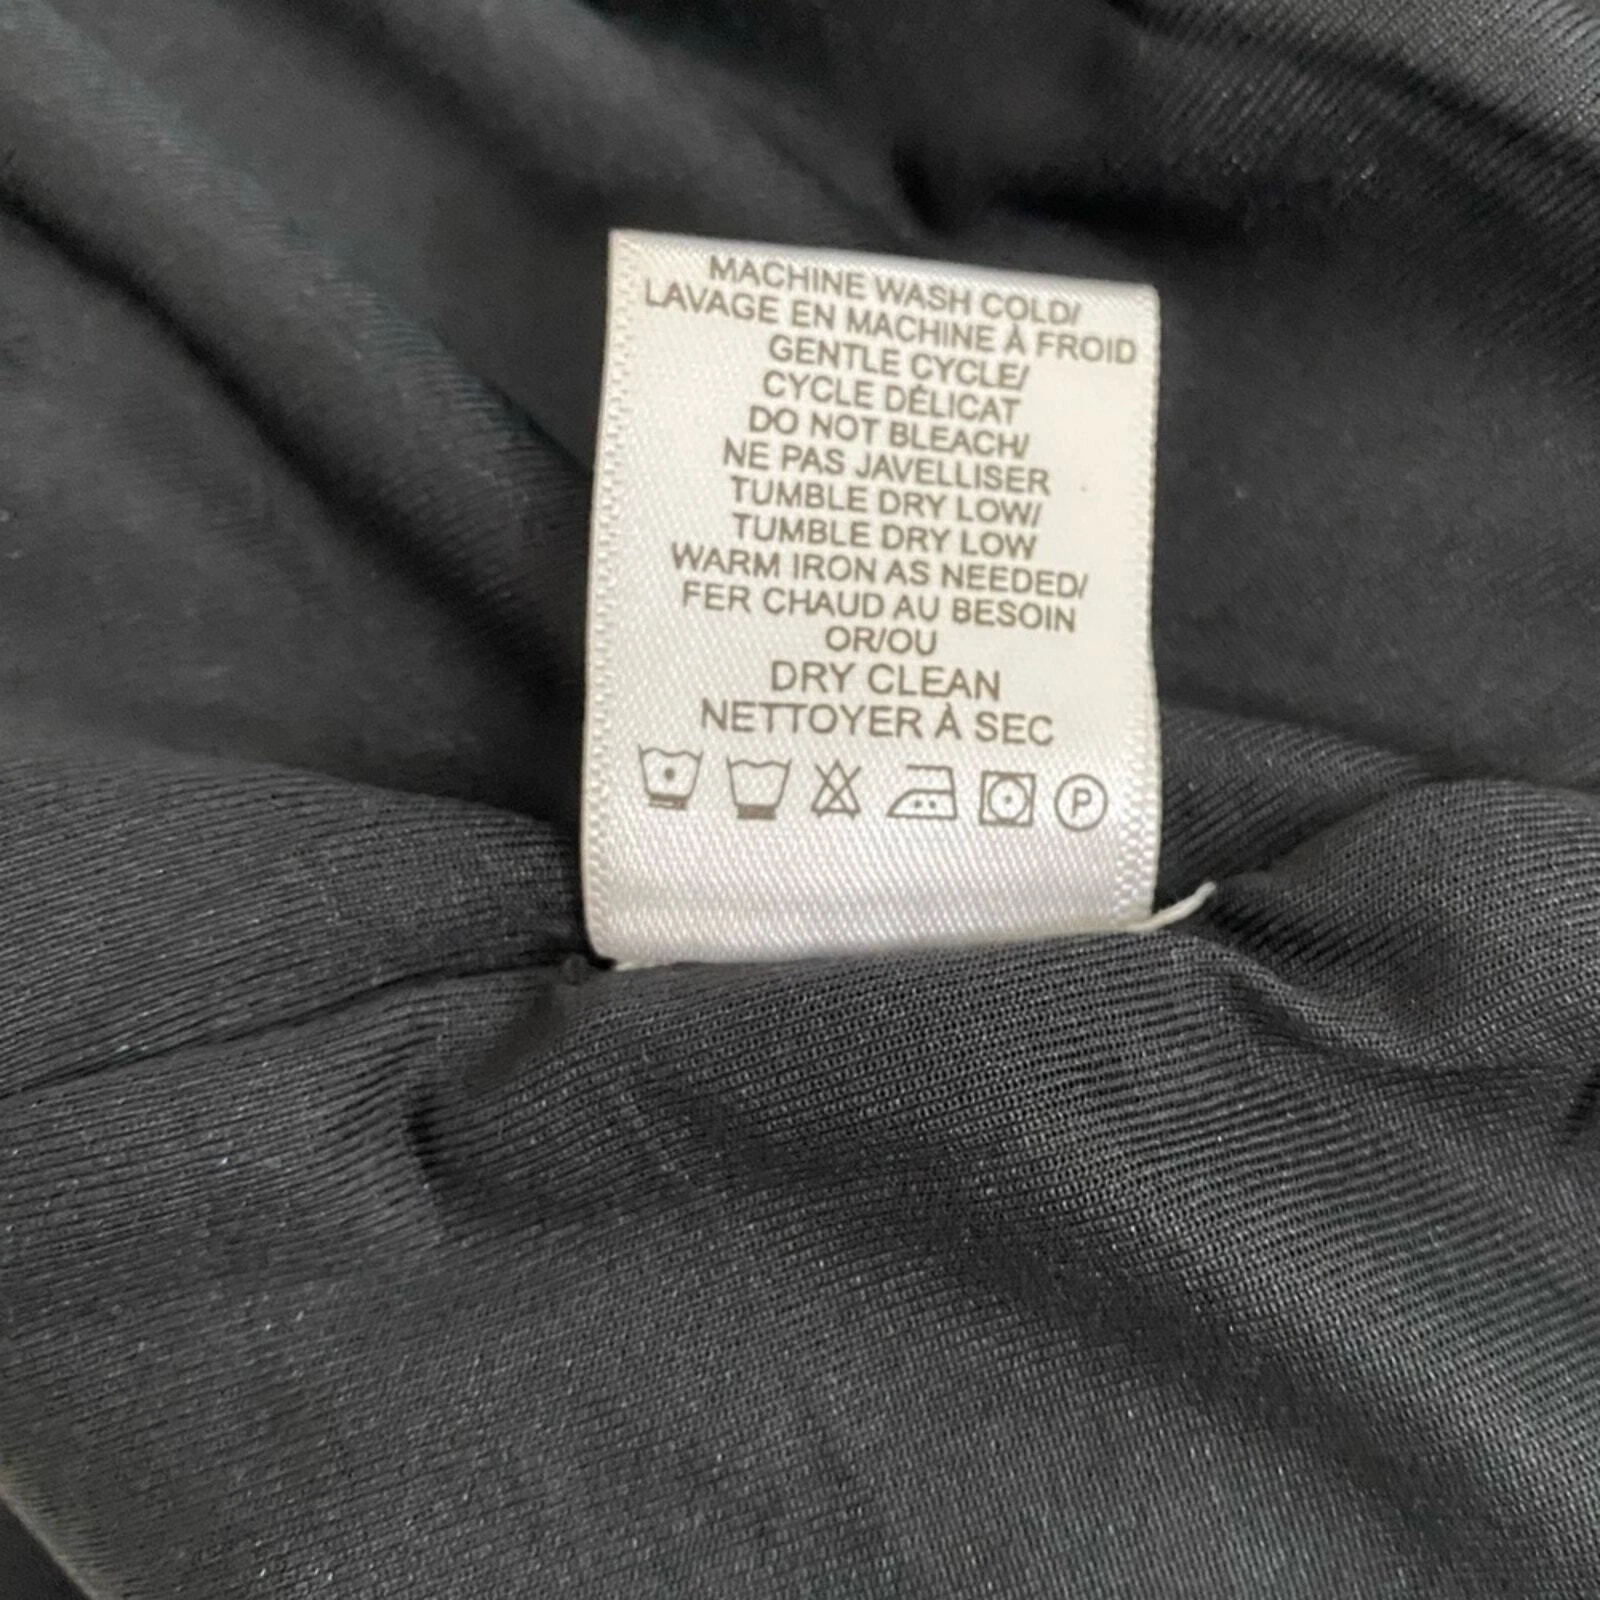 MACHINE WASH COLD/
LAVAGE EN MACHINE À FROID
GENTLE CYCLE/
CYCLE DÉLICAT
DO NOT BLEACH/
NE PAS JAVELLISER
TUMBLE DRY LOW/
TUMBLE DRY LOW
WARM IRON AS NEEDED/
FER CHAUD AU BESOIN
OR/OU
DRY CLEAN
NETTOYER À SEC
P